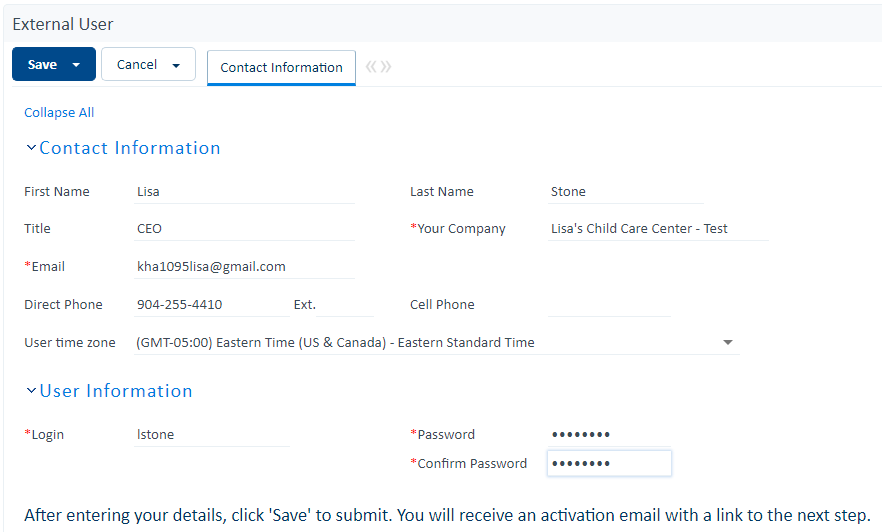 External User
Save Cancel Contact Information «»
Collapse All
Contact Information
First Name Lisa Last Name Stone
Title CEO *Your Company Lisa's Child Care Center - Test
*Email kha1095lisa@gmail.com
Direct Phone 904-255-4410 Ext. Cell Phone
User time zone (GMT-05:00) Eastern Time (US & Canada) - Eastern Standard Time
User Information
*Login lstone *Password ••••••••
*Confirm Password ••••••••
After entering your details, click 'Save' to submit. You will receive an activation email with a link to the next step.